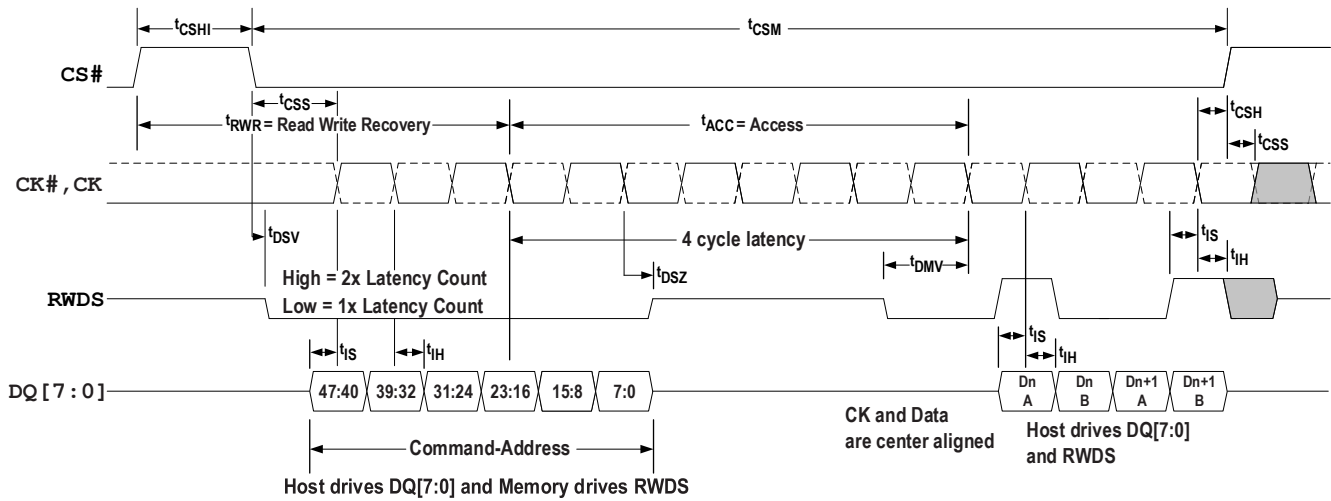 tCSHI
tCSM
CS#
tCSS
tCSH
tRWR = Read Write Recovery
tACC = Access
tCSS
CK#, CK
tDSV
4 cycle latency
tIS
tDMV
tIH
High = 2x Latency Count
tDSZ
RWDS
Low = 1x Latency Count
tIS
tIH
tIS
tIH
DQ[7:0]
47:40
39:32
31:24
23:16
15:8
7:0
Dn
A
Dn
B
Dn+1
A
Dn+1
B
CK and Data
are center aligned
Host drives DQ[7:0]
and RWDS
Command-Address
Host drives DQ[7:0] and Memory drives RWDS